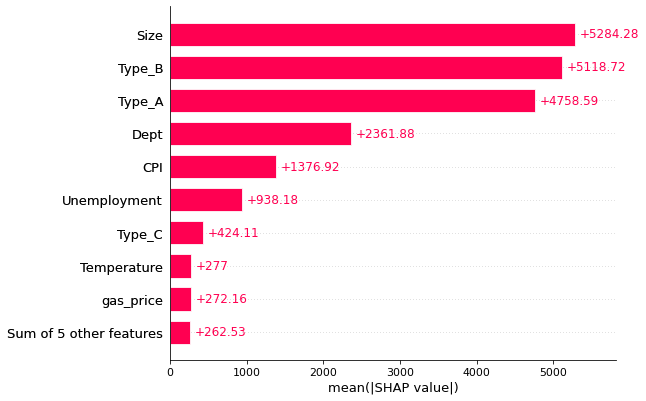 Size +5284.28
Type_B +5118.72
Type_A +4758.59
Dept +2361.88
CPI +1376.92
Unemployment +938.18
Type_C +424.11
Temperature +277
gas_price +272.16
Sum of 5 other features +262.53
0 1000 2000 3000 4000 5000
mean(|SHAP value|)